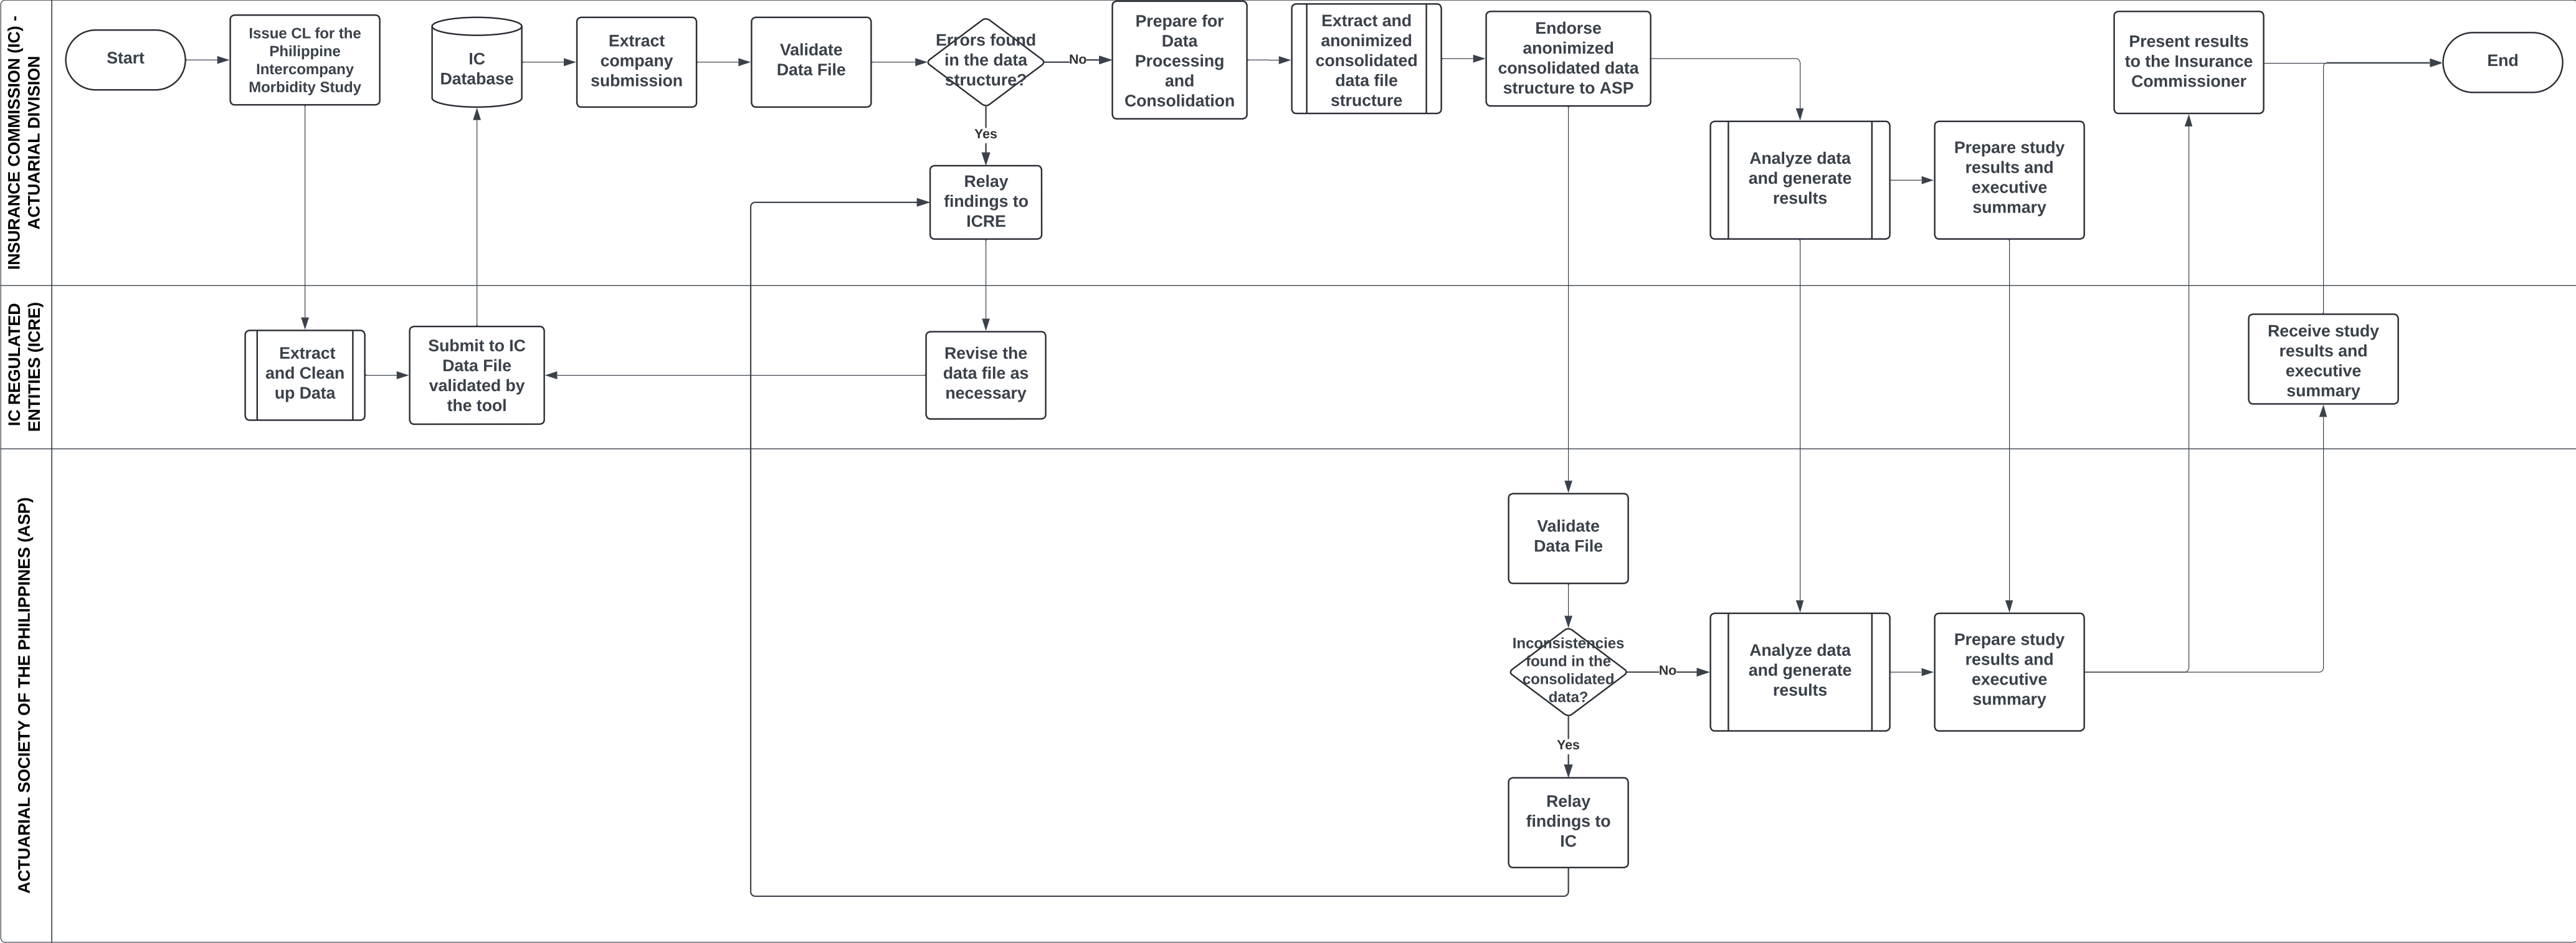 INSURANCE COMMISSION (IC) -
ACTUARIAL DIVISION
Start
Issue CL for the
Philippine
Intercompany
Morbidity Study
IC
Database
Extract
company
submission
Validate
Data File
Errors found
in the data
structure?
No
Yes
Prepare for
Data
Processing
and
Consolidation
Extract and
anonimized
consolidated
data file
structure
Endorse
anonimized
consolidated data
structure to ASP
Relay
findings to
ICRE
Analyze data
and generate
results
Prepare study
results and
executive
summary
Present results
to the Insurance
Commissioner
End
IC REGULATED
ENTITIES (ICRE)
Extract
and Clean
up Data
Submit to IC
Data File
validated by
the tool
Revise the
data file as
necessary
Receive study
results and
executive
summary
ACTUARIAL SOCIETY OF THE PHILIPPINES (ASP)
Validate
Data File
Inconsistencies
found in the
consolidated
data?
No
Yes
Analyze data
and generate
results
Prepare study
results and
executive
summary
Relay
findings to
IC